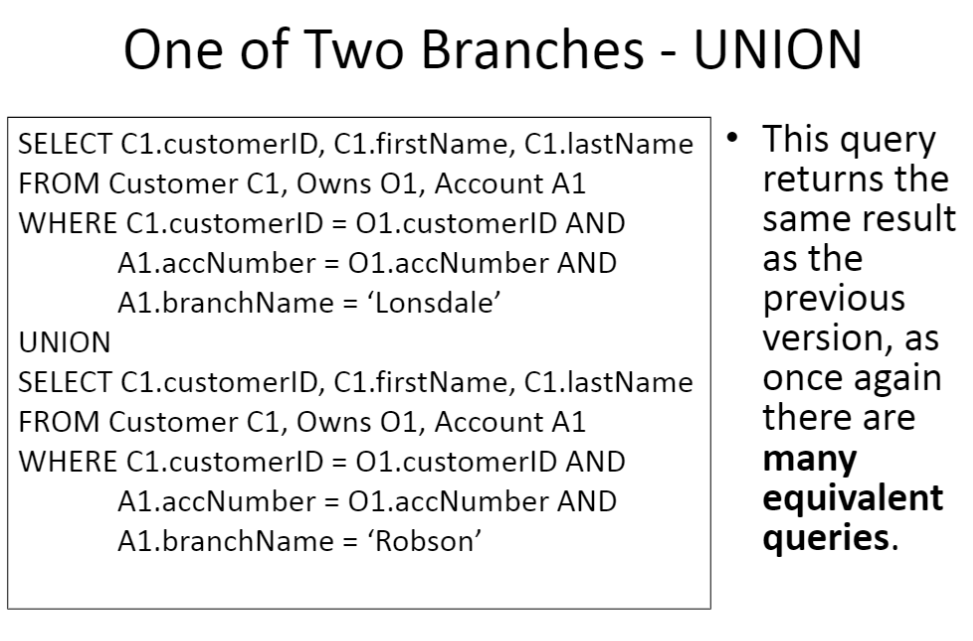 One of Two Branches - UNION
SELECT C1.customerID, C1.firstName, C1.lastName
FROM Customer C1, Owns O1, Account A1
WHERE C1.customerID = O1.customerID AND
A1.accNumber = O1.accNumber AND
A1.branchName = ‘Lonsdale’
UNION
SELECT C1.customerID, C1.firstName, C1.lastName
FROM Customer C1, Owns O1, Account A1
WHERE C1.customerID = O1.customerID AND
A1.accNumber = O1.accNumber AND
A1.branchName = ‘Robson’
• This query
returns the
same result
as the
previous
version, as
once again
there are
many
equivalent
queries.